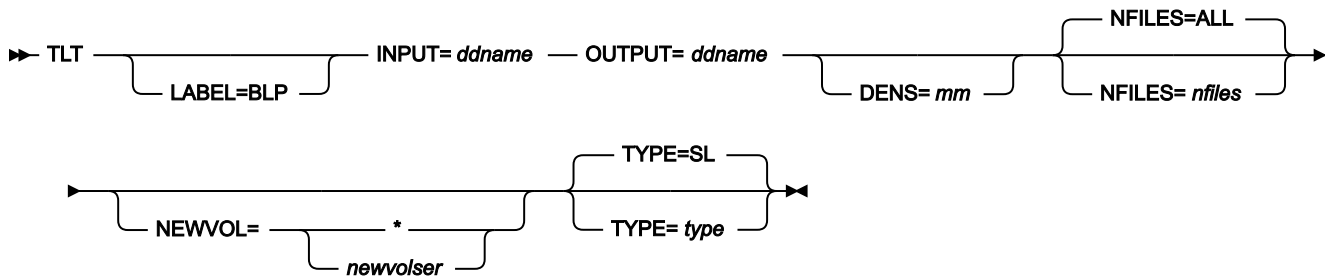 NFILES=ALL
TLT INPUT= ddname OUTPUT= ddname
LABEL=BLP DENS= mm NFILES= nfiles
TYPE=SL
NEWVOL= * TYPE= type
newvolser